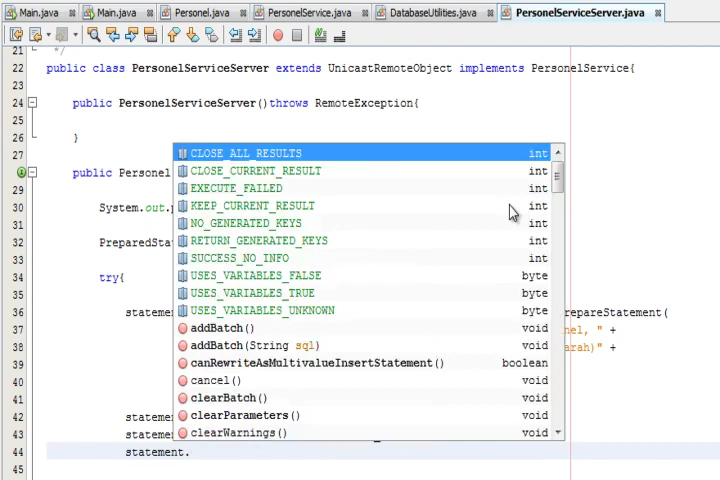 Main.java Main.java Personel.java PersonelService.java DatabaseUtilities.java PersonelServiceServer.java
21 */
22 public class PersonelServiceServer extends UnicastRemoteObject implements PersonelService{
23
24 public PersonelServiceServer()throws RemoteException{
25
26 }
27
public Personel
29
30 System.out.p
31
32 PreparedSta
33
34 try{
35
36 statem repareStatement(
37 nel, " +
38 arah)" +
39
40
41
42 stateme
43 stateme
44 statement.
45
CLOSE_ALL_RESULTS int
CLOSE_CURRENT_RESULT int
EXECUTE_FAILED int
KEEP_CURRENT_RESULT int
NO_GENERATED_KEYS int
RETURN_GENERATED_KEYS int
SUCCESS_NO_INFO int
USES_VARIABLES_FALSE byte
USES_VARIABLES_TRUE byte
USES_VARIABLES_UNKNOWN byte
addBatch() void
addBatch(String sql) void
canRewriteAsMultivalueInsertStatement() boolean
cancel() void
clearBatch() void
clearParameters() void
clearWarnings() void